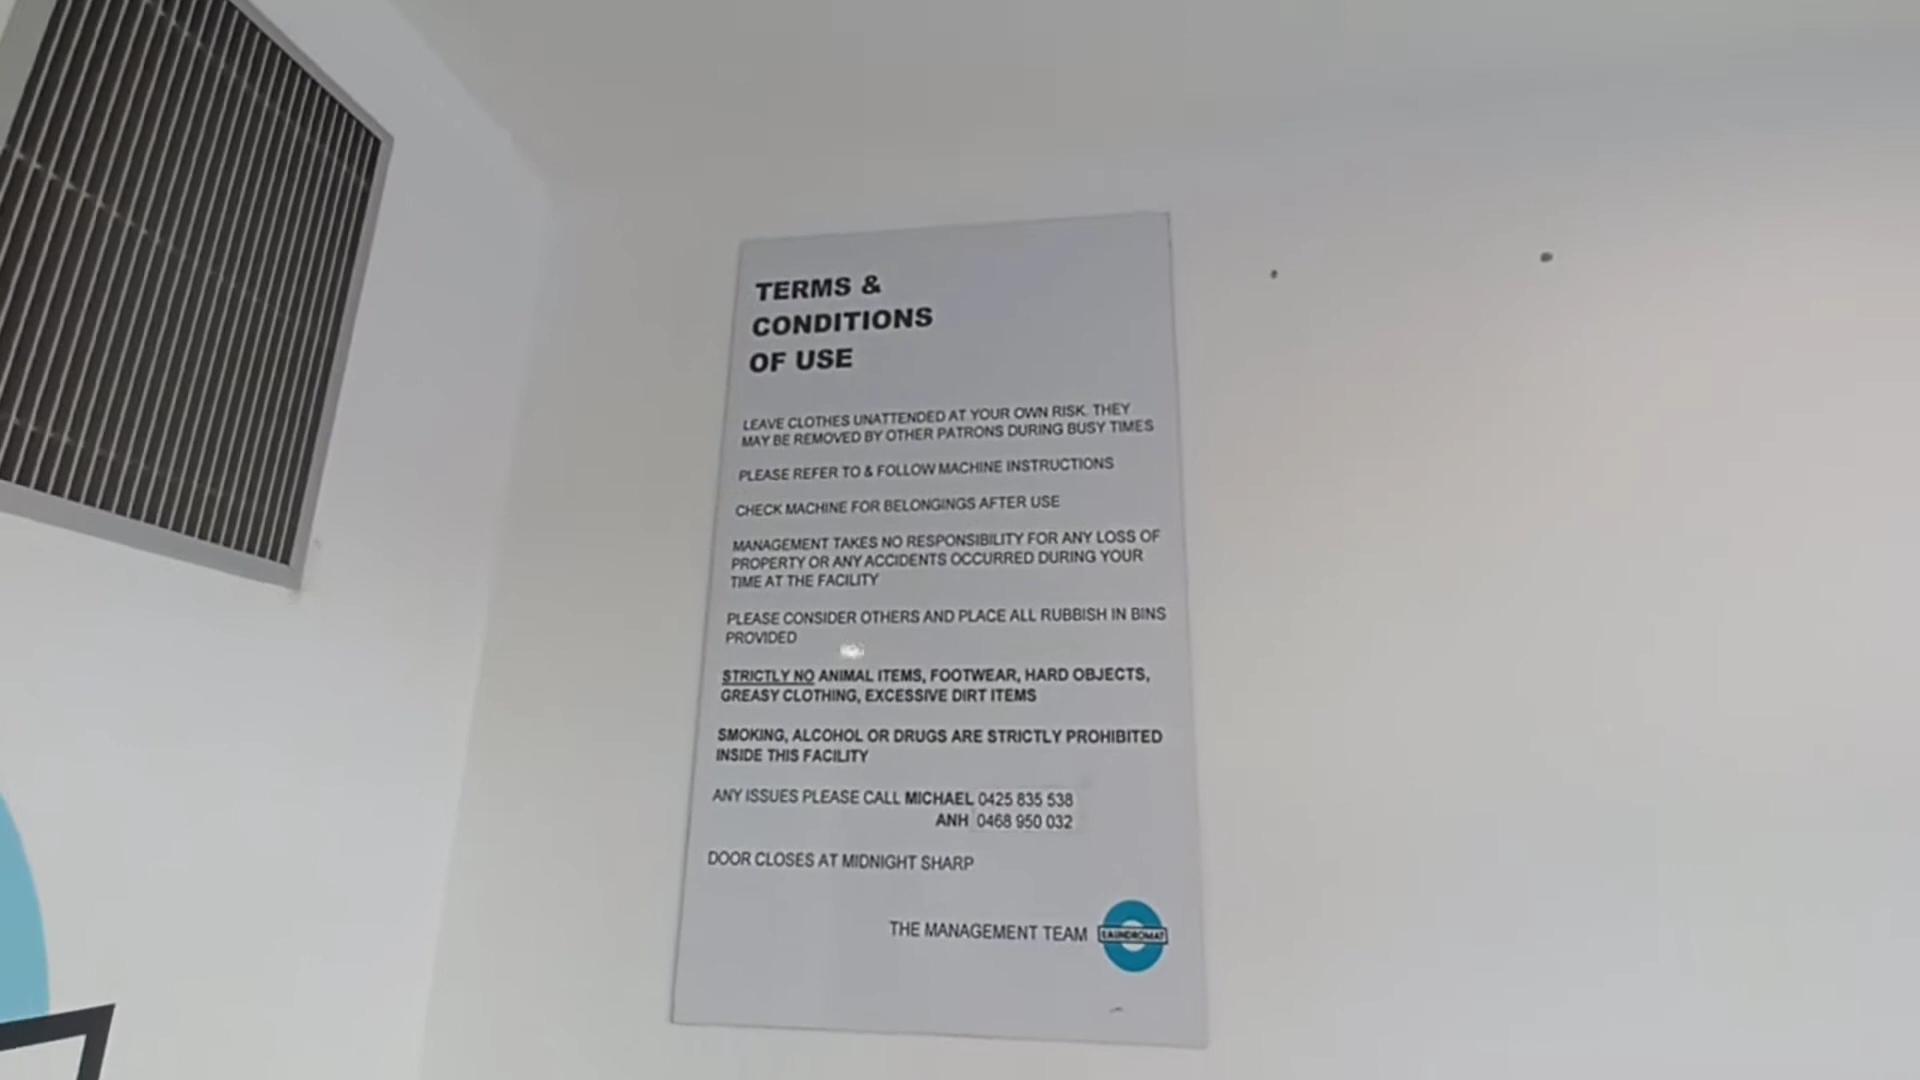 TERMS &
CONDITIONS
OF USE
LEAVE CLOTHES UNATTENDED AT YOUR OWN RISK. THEY
MAY BE REMOVED BY OTHER PATRONS DURING BUSY TIMES
PLEASE REFER TO & FOLLOW MACHINE INSTRUCTIONS
CHECK MACHINE FOR BELONGINGS AFTER USE
MANAGEMENT TAKES NO RESPONSIBILITY FOR ANY LOSS OF
PROPERTY OR ANY ACCIDENTS OCCURRED DURING YOUR
TIME AT THE FACILITY
PLEASE CONSIDER OTHERS AND PLACE ALL RUBBISH IN BINS
PROVIDED
STRICTLY NO ANIMAL ITEMS, FOOTWEAR, HARD OBJECTS,
GREASY CLOTHING, EXCESSIVE DIRT ITEMS
SMOKING, ALCOHOL OR DRUGS ARE STRICTLY PROHIBITED
INSIDE THIS FACILITY
ANY ISSUES PLEASE CALL MICHAEL 0425 835 538
ANH 0468 950 032
DOOR CLOSES AT MIDNIGHT SHARP
THE MANAGEMENT TEAM LAUNDROMAT